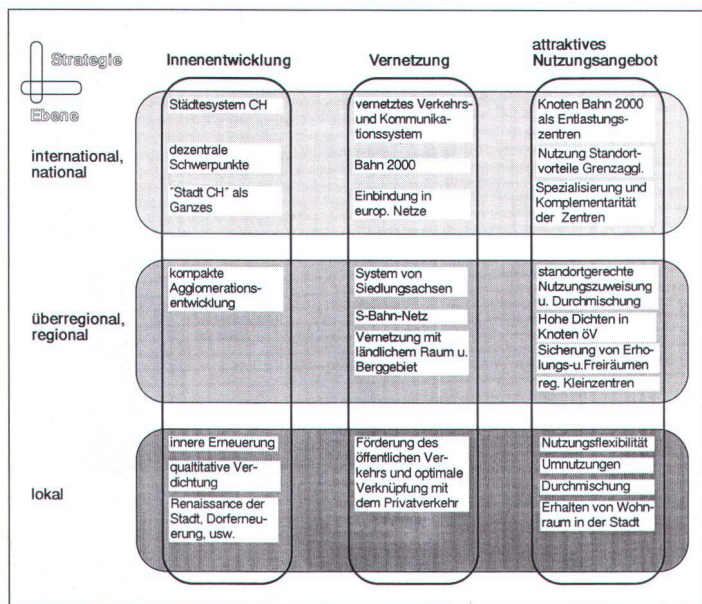 Strategie
Ebene
Innenentwicklung
Vernetzung
attraktives
Nutzungsangebot
international,
national
Städtesystem CH
dezentrale
Schwerpunkte
"Stadt CH" als
Ganzes
vernetztes Verkehrs-
und Kommunika-
tionssystem
Bahn 2000
Einbindung in
europ. Netze
Knoten Bahn 2000
als Entlastungs-
zentren
Nutzung Standort-
vorteile Grenzaggl.
Spezialisierung und
Komplementarität
der Zentren
überregional,
regional
kompakte
Agglomerations-
entwicklung
System von
Siedlungsachsen
S-Bahn-Netz
Vernetzung mit
ländlichem Raum u.
Berggebiet
standortgerechte
Nutzungszuweisung
u. Durchmischung
Hohe Dichten in
Knoten öV
Sicherung von Erho-
lungs-u.Freiräumen
reg. Kleinzentren
lokal
innere Erneuerung
qualtitative Ver-
dichtung
Renaissance der
Stadt, Dorferneu-
erung, usw.
Förderung des
öffentlichen Ver-
kehrs und optimale
Verknüpfung mit
dem Privatverkehr
Nutzungsflexibilität
Umnutzungen
Durchmischung
Erhalten von Wohn-
raum in der Stadt